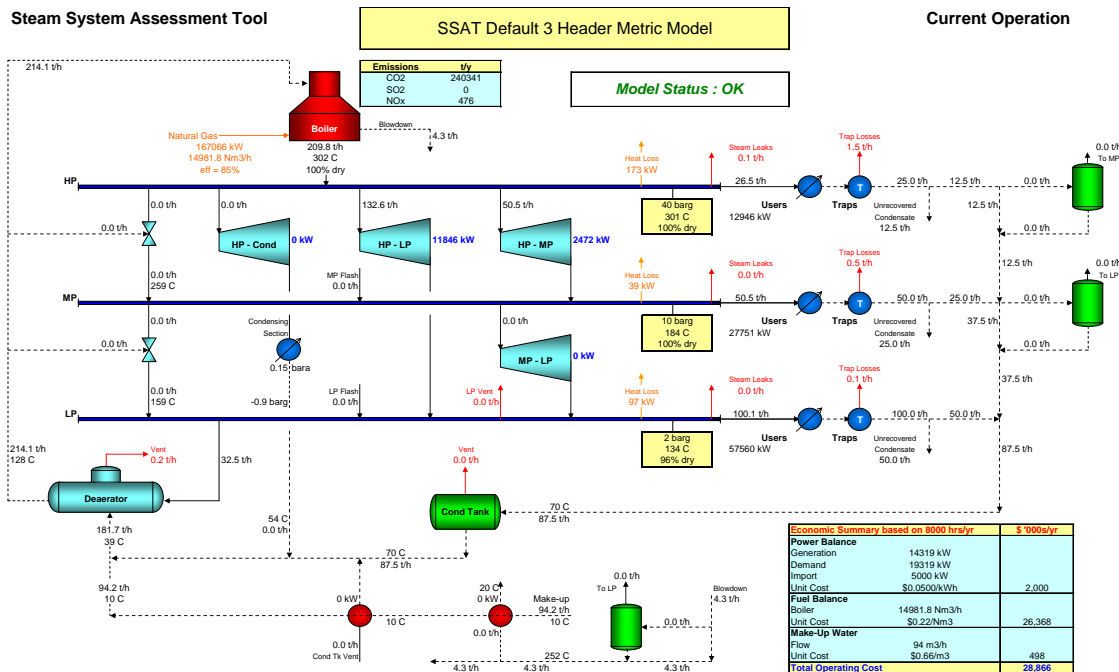 Steam System Assessment Tool
SSAT Default 3 Header Metric Model
Current Operation
Emissions t/y
CO2 240341
SO2 0
NOx 476
Model Status : OK
214.1 t/h
Boiler
Blowdown
4.3 t/h
Natural Gas
167066 kW
14981.8 Nm3/h
eff = 85%
209.8 t/h
302 C
100% dry
HP
Heat Loss
173 kW
Steam Leaks
0.1 t/h
Trap Losses
1.5 t/h
0.0 t/h
To MP
26.5 t/h
25.0 t/h
12.5 t/h
0.0 t/h
Users
12946 kW
T
Traps
Unrecovered
Condensate
12.5 t/h
12.5 t/h
0.0 t/h
40 barg
301 C
100% dry
0.0 t/h
0.0 t/h
132.6 t/h
50.5 t/h
0.0 t/h
HP - Cond
0 kW
HP - LP
11846 kW
HP - MP
2472 kW
0.0 t/h
259 C
MP Flash
0.0 t/h
MP
Heat Loss
39 kW
Steam Leaks
0.0 t/h
Trap Losses
0.5 t/h
12.5 t/h
0.0 t/h
To LP
50.5 t/h
50.0 t/h
25.0 t/h
0.0 t/h
Users
27751 kW
T
Traps
Unrecovered
Condensate
25.0 t/h
37.5 t/h
0.0 t/h
10 barg
184 C
100% dry
0.0 t/h
Condensing
Section
0.15 bara
0.0 t/h
0.0 t/h
MP - LP
0 kW
0.0 t/h
159 C
-0.9 barg
LP Flash
0.0 t/h
LP Vent
0.0 t/h
LP
Heat Loss
97 kW
Steam Leaks
0.0 t/h
Trap Losses
0.1 t/h
37.5 t/h
100.1 t/h
100.0 t/h
50.0 t/h
Users
57560 kW
T
Traps
Unrecovered
Condensate
50.0 t/h
87.5 t/h
2 barg
134 C
96% dry
214.1 t/h
128 C
Vent
0.2 t/h
32.5 t/h
Deaerator
Vent
0.0 t/h
Cond Tank
70 C
87.5 t/h
181.7 t/h
39 C
54 C
0.0 t/h
70 C
87.5 t/h
94.2 t/h
10 C
0 kW
10 C
0.0 t/h
Cond Tk Vent
20 C
0 kW
0.0 t/h
Make-up
94.2 t/h
10 C
To LP
0.0 t/h
Blowdown
4.3 t/h
0.0 t/h
252 C
4.3 t/h
4.3 t/h
4.3 t/h
Economic Summary based on 8000 hrs/yr $ '000s/yr
Power Balance
Generation 14319 kW
Demand 19319 kW
Import 5000 kW
Unit Cost $0.0500/kWh 2,000
Fuel Balance
Boiler 14981.8 Nm3/h
Unit Cost $0.22/Nm3 26,368
Make-Up Water
Flow 94 m3/h
Unit Cost $0.66/m3 498
Total Operating Cost 28,866